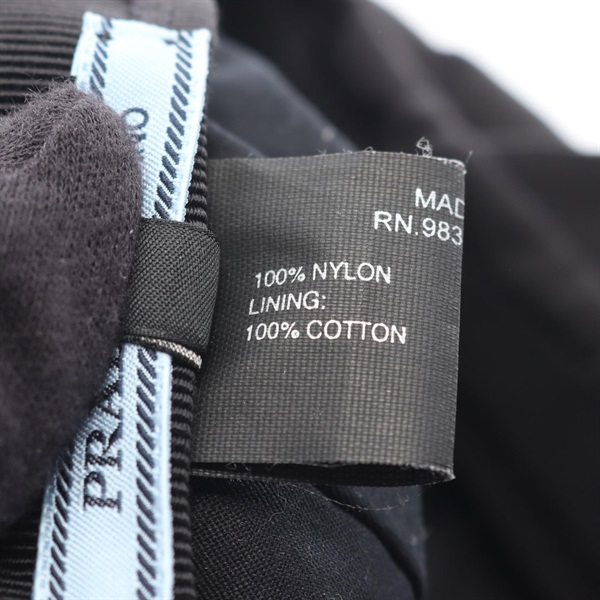 MAD
RN.983
100% NYLON
LINING:
100% COTTON
PRA